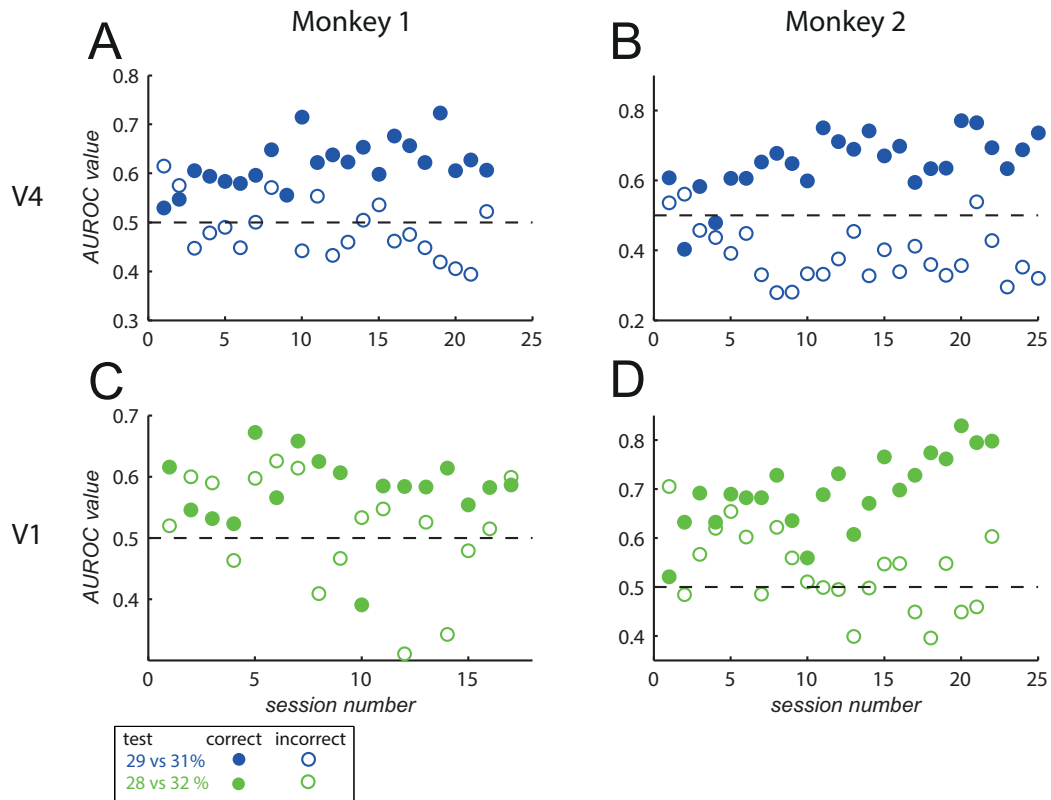 Monkey 1
Monkey 2
A
B
V4
AUROC value
0.8
0.7
0.6
0.5
0.4
0.3
0
5
10
15
20
25
0.8
0.6
0.4
0.2
0
5
10
15
20
25
C
D
V1
AUROC value
0.7
0.6
0.5
0.4
0
5
10
15
session number
0.8
0.7
0.6
0.5
0.4
0
5
10
15
20
25
session number
test correct incorrect
29 vs 31%
28 vs 32 %